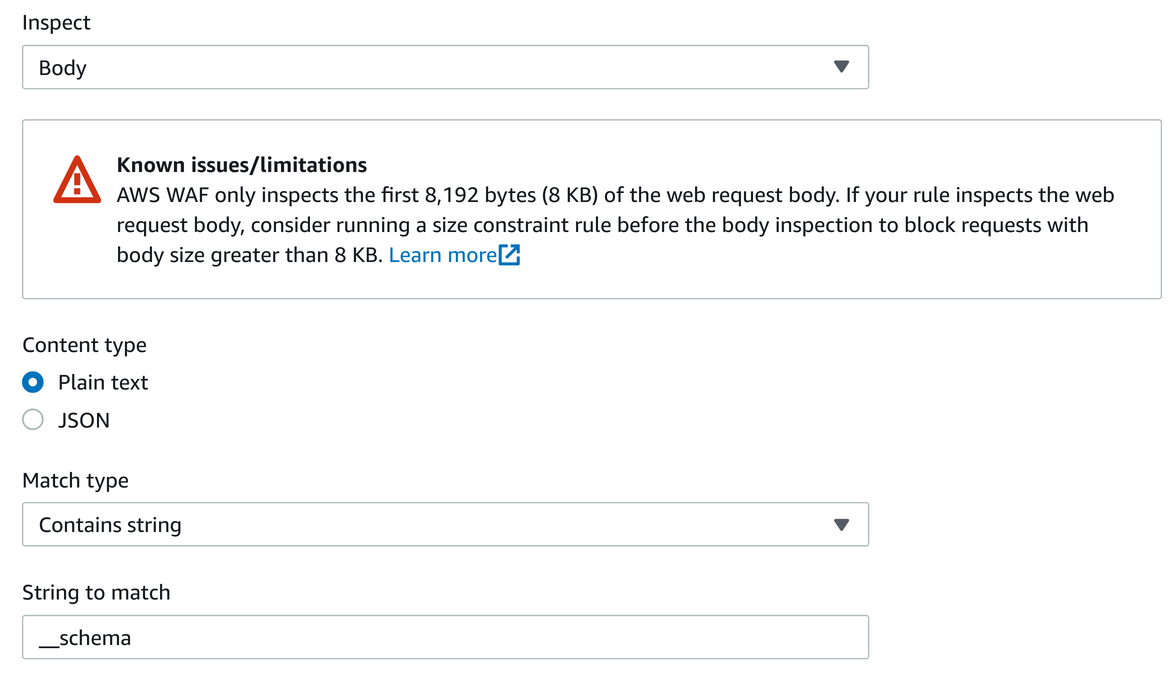 Inspect
Body
Known issues/limitations
AWS WAF only inspects the first 8,192 bytes (8 KB) of the web request body. If your rule inspects the web
request body, consider running a size constraint rule before the body inspection to block requests with
body size greater than 8 KB. Learn more
Content type
Plain text
JSON
Match type
Contains string
String to match
__schema